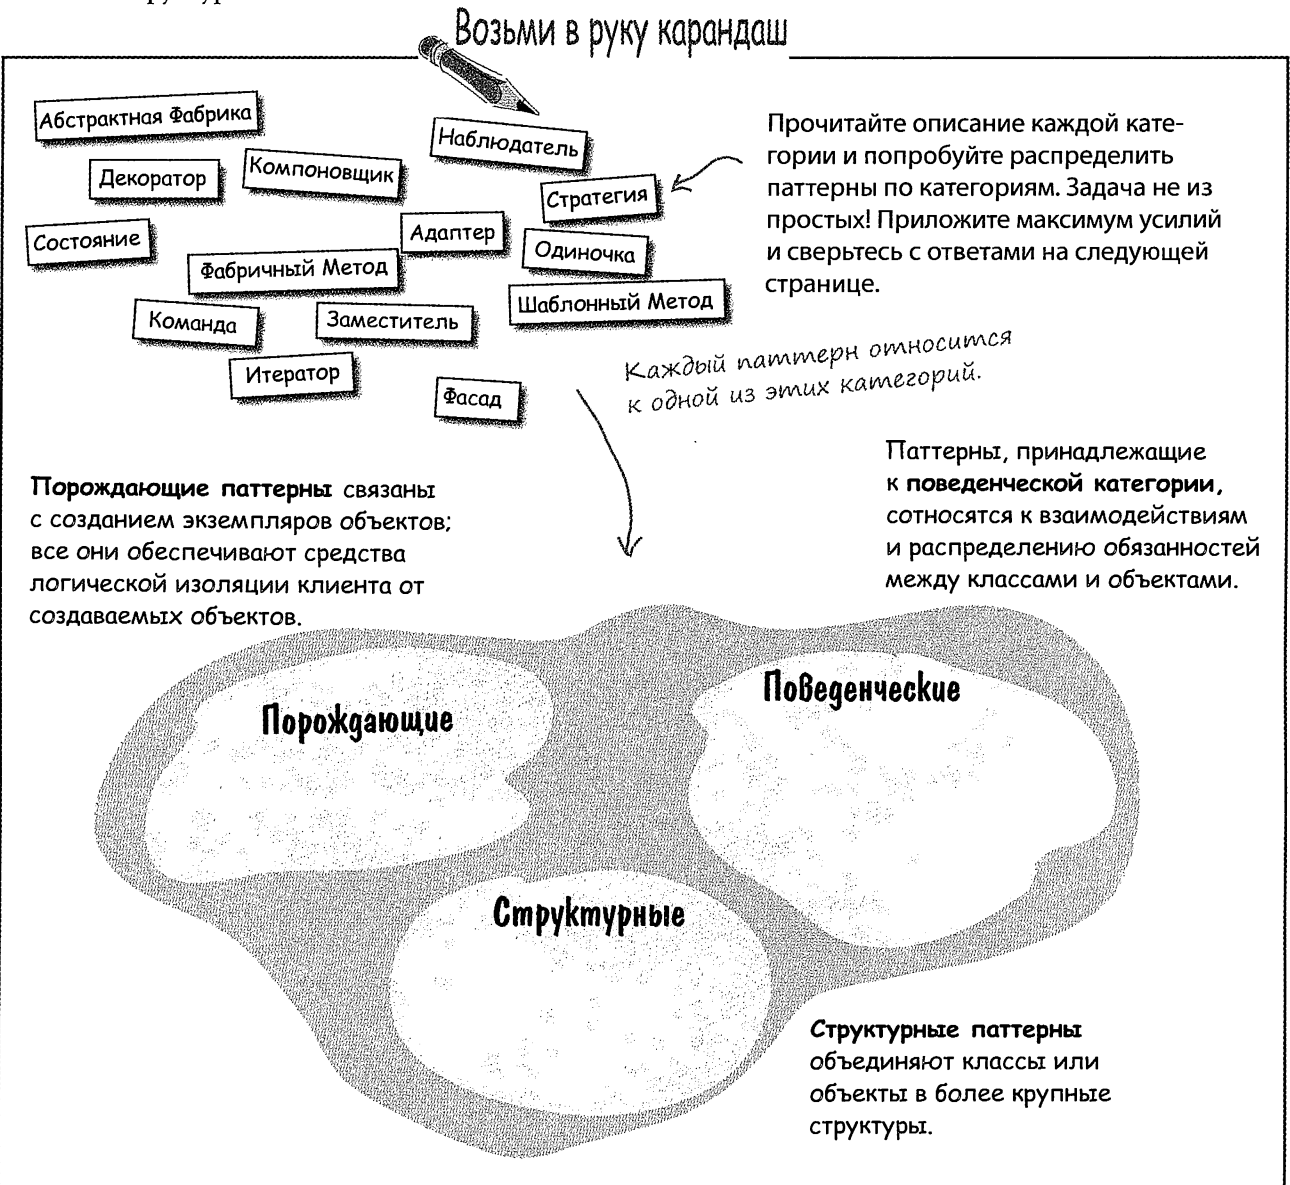 Возьми в руку карандаш
Абстрактная Фабрика
Наблюдатель
Декоратор
Компоновщик
Стратегия
Состояние
Адаптер
Одиночка
Фабричный Метод
Шаблонный Метод
Команда
Заместитель
Итератор
Фасад
Прочитайте описание каждой кате-
гории и попробуйте распределить
паттерны по категориям. Задача не из
простых! Приложите максимум усилий
и сверьтесь с ответами на следующей
странице.
Каждый паттерн относится
к одной из этих категорий.
Порождающие паттерны связаны
с созданием экземпляров объектов;
все они обеспечивают средства
логической изоляции клиента от
создаваемых объектов.
Паттерны, принадлежащие
к поведенческой категории,
сотносятся к взаимодействиям
и распределению обязанностей
между классами и объектами.
Порождающие
Поведенческие
Структурные
Структурные паттерны
объединяют классы или
объекты в более крупные
структуры.